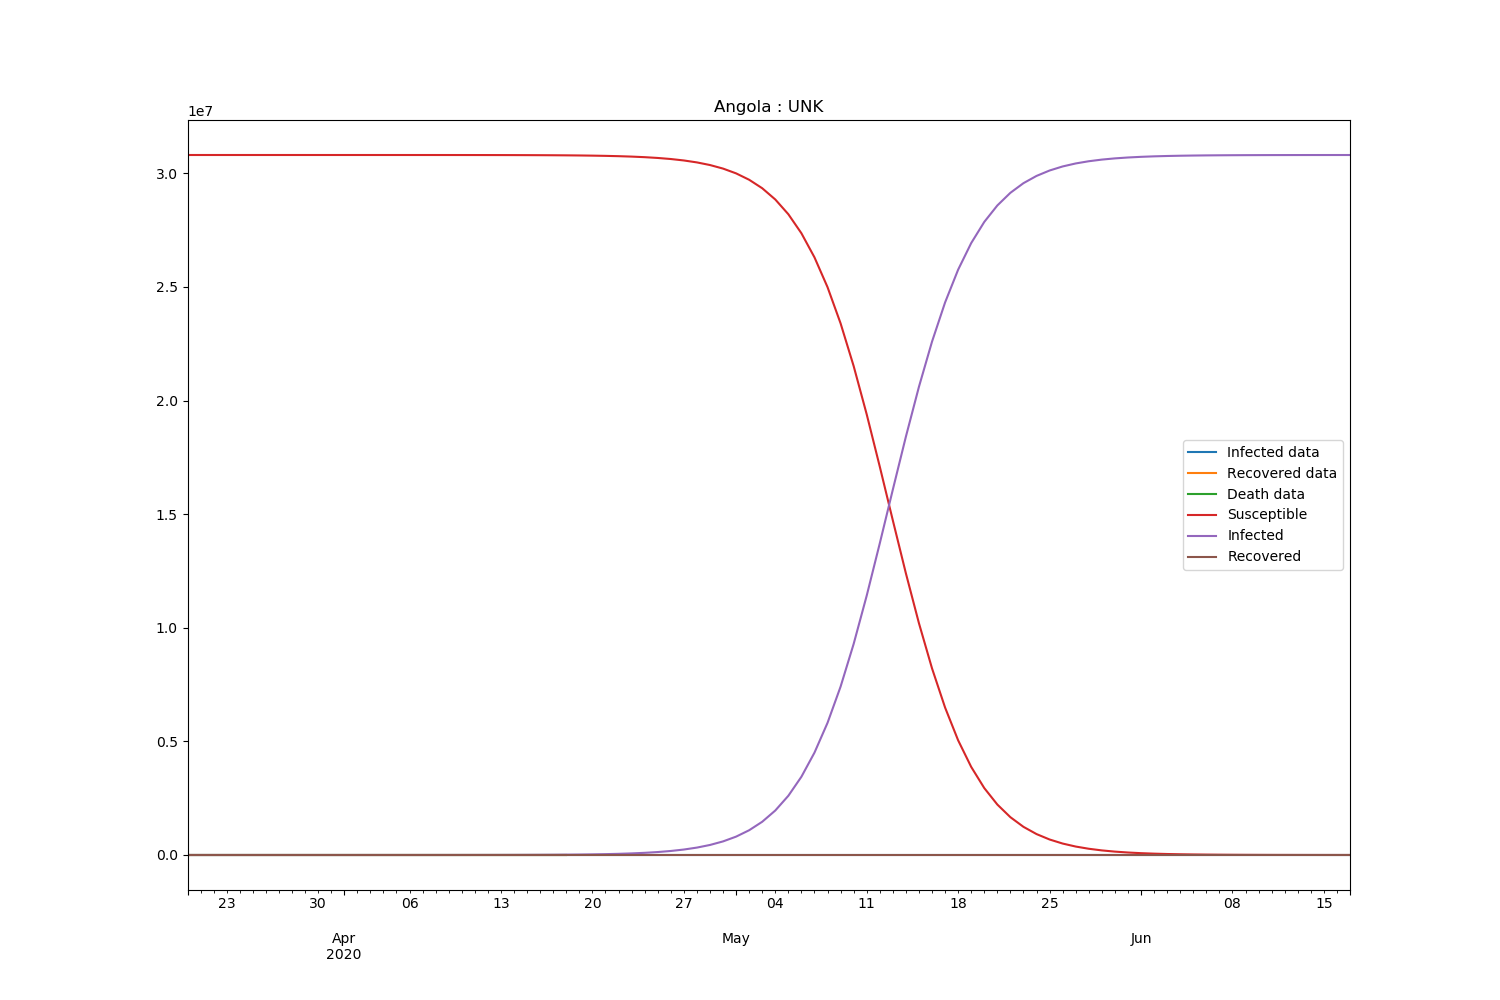 Angola : UNK
1e7
3.0
2.5
2.0
1.5
1.0
0.5
0.0
Infected data
Recovered data
Death data
Susceptible
Infected
Recovered
23 30 06 13 20 27 04 11 18 25 08 15
Apr May Jun
2020